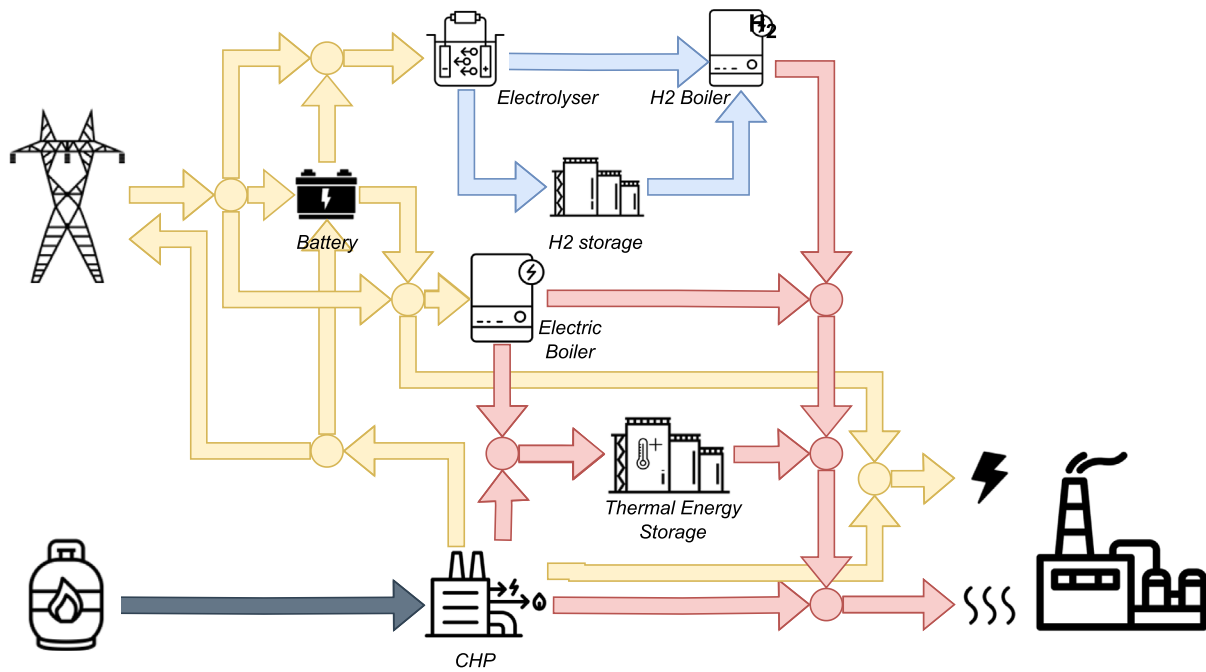 H2
Electrolyser
H2 Boiler
Battery
H2 storage
Electric
Boiler
Thermal Energy
Storage
CHP